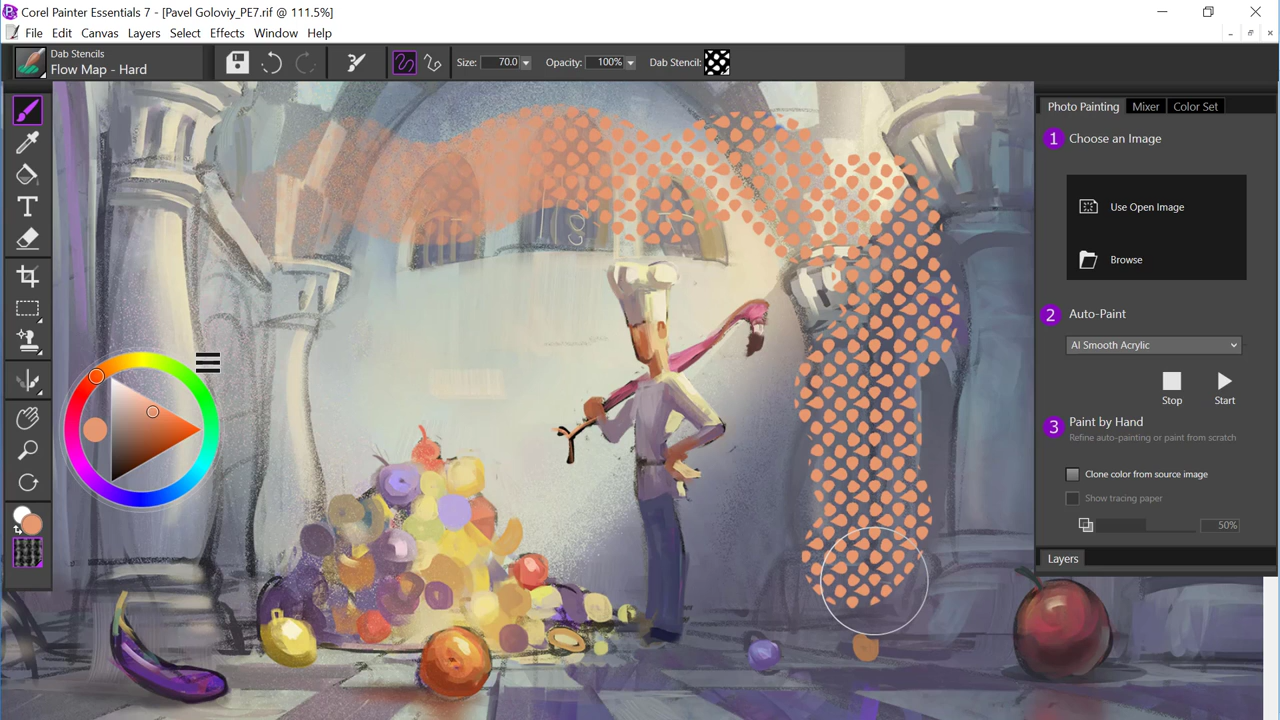 Corel Painter Essentials 7 - [Pavel Goloviy_PE7.rif @ 111.5%]
File Edit Canvas Layers Select Effects Window Help
Dab Stencils
Flow Map - Hard
Size: 70.0 Opacity: 100% Dab Stencil:
Photo Painting Mixer Color Set
1 Choose an Image
Use Open Image
Browse
2 Auto-Paint
AI Smooth Acrylic
Stop Start
3 Paint by Hand
Refine auto-painting or paint from scratch
Clone color from source image
Show tracing paper
50%
Layers